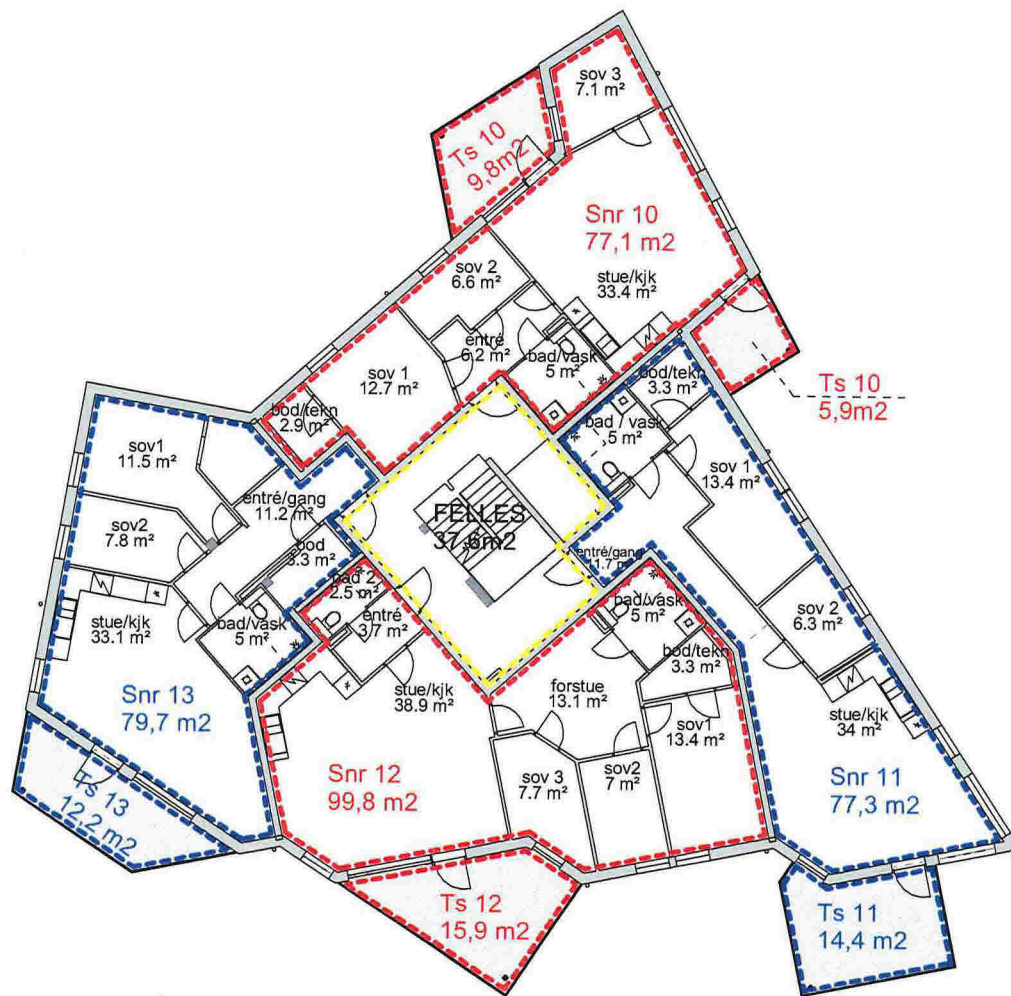 sov 3
7.1 m²
Ts 10
9,8m2
Snr 10
77,1 m2
stue/kjk
33.4 m²
sov 2
6.6 m²
entré
6.2 m²
bad/vask
5 m²
sov 1
12.7 m²
bod/tekn
2.9 m²
Ts 10
5,9m2
bod/tekn
3.3 m²
bad / vask
5 m²
sov 1
13.4 m²
entré/gang
11.7 m²
sov 2
6.3 m²
stue/kjk
34 m²
Snr 11
77,3 m2
Ts 11
14,4 m2
FELLES
37,6m2
sov1
11.5 m²
entré/gang
11.2 m²
sov2
7.8 m²
bod
3.3 m²
stue/kjk
33.1 m²
bad/vask
5 m²
Snr 13
79,7 m2
Ts 13
12,2 m2
bad 2
2.5 m²
entré
3.7 m²
stue/kjk
38.9 m²
Snr 12
99,8 m2
forstue
13.1 m²
bad/vask
5 m²
bod/tekn
3.3 m²
sov1
13.4 m²
sov2
7 m²
sov 3
7.7 m²
Ts 12
15,9 m2